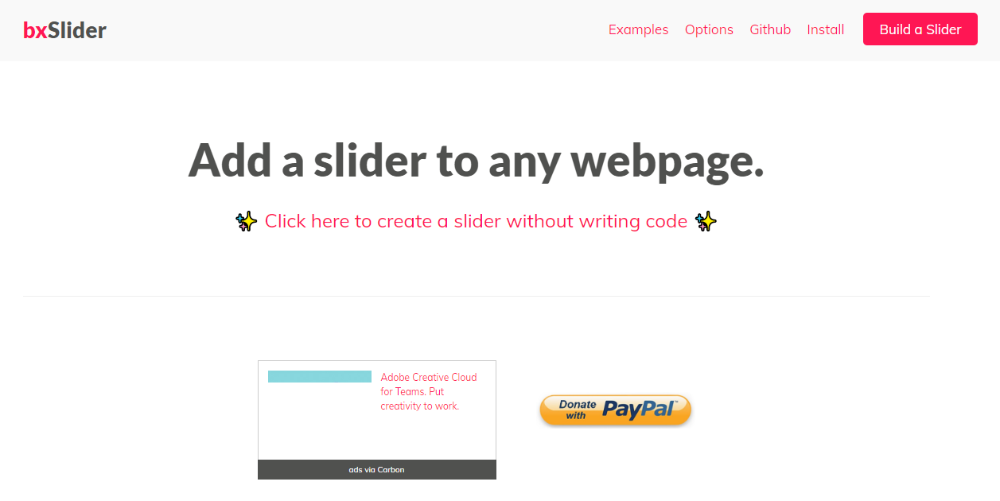 bxSlider
Examples Options Github Install Build a Slider
Add a slider to any webpage.
Click here to create a slider without writing code
Adobe Creative Cloud
for Teams. Put
creativity to work.
ads via Carbon
Donate
with PayPal™